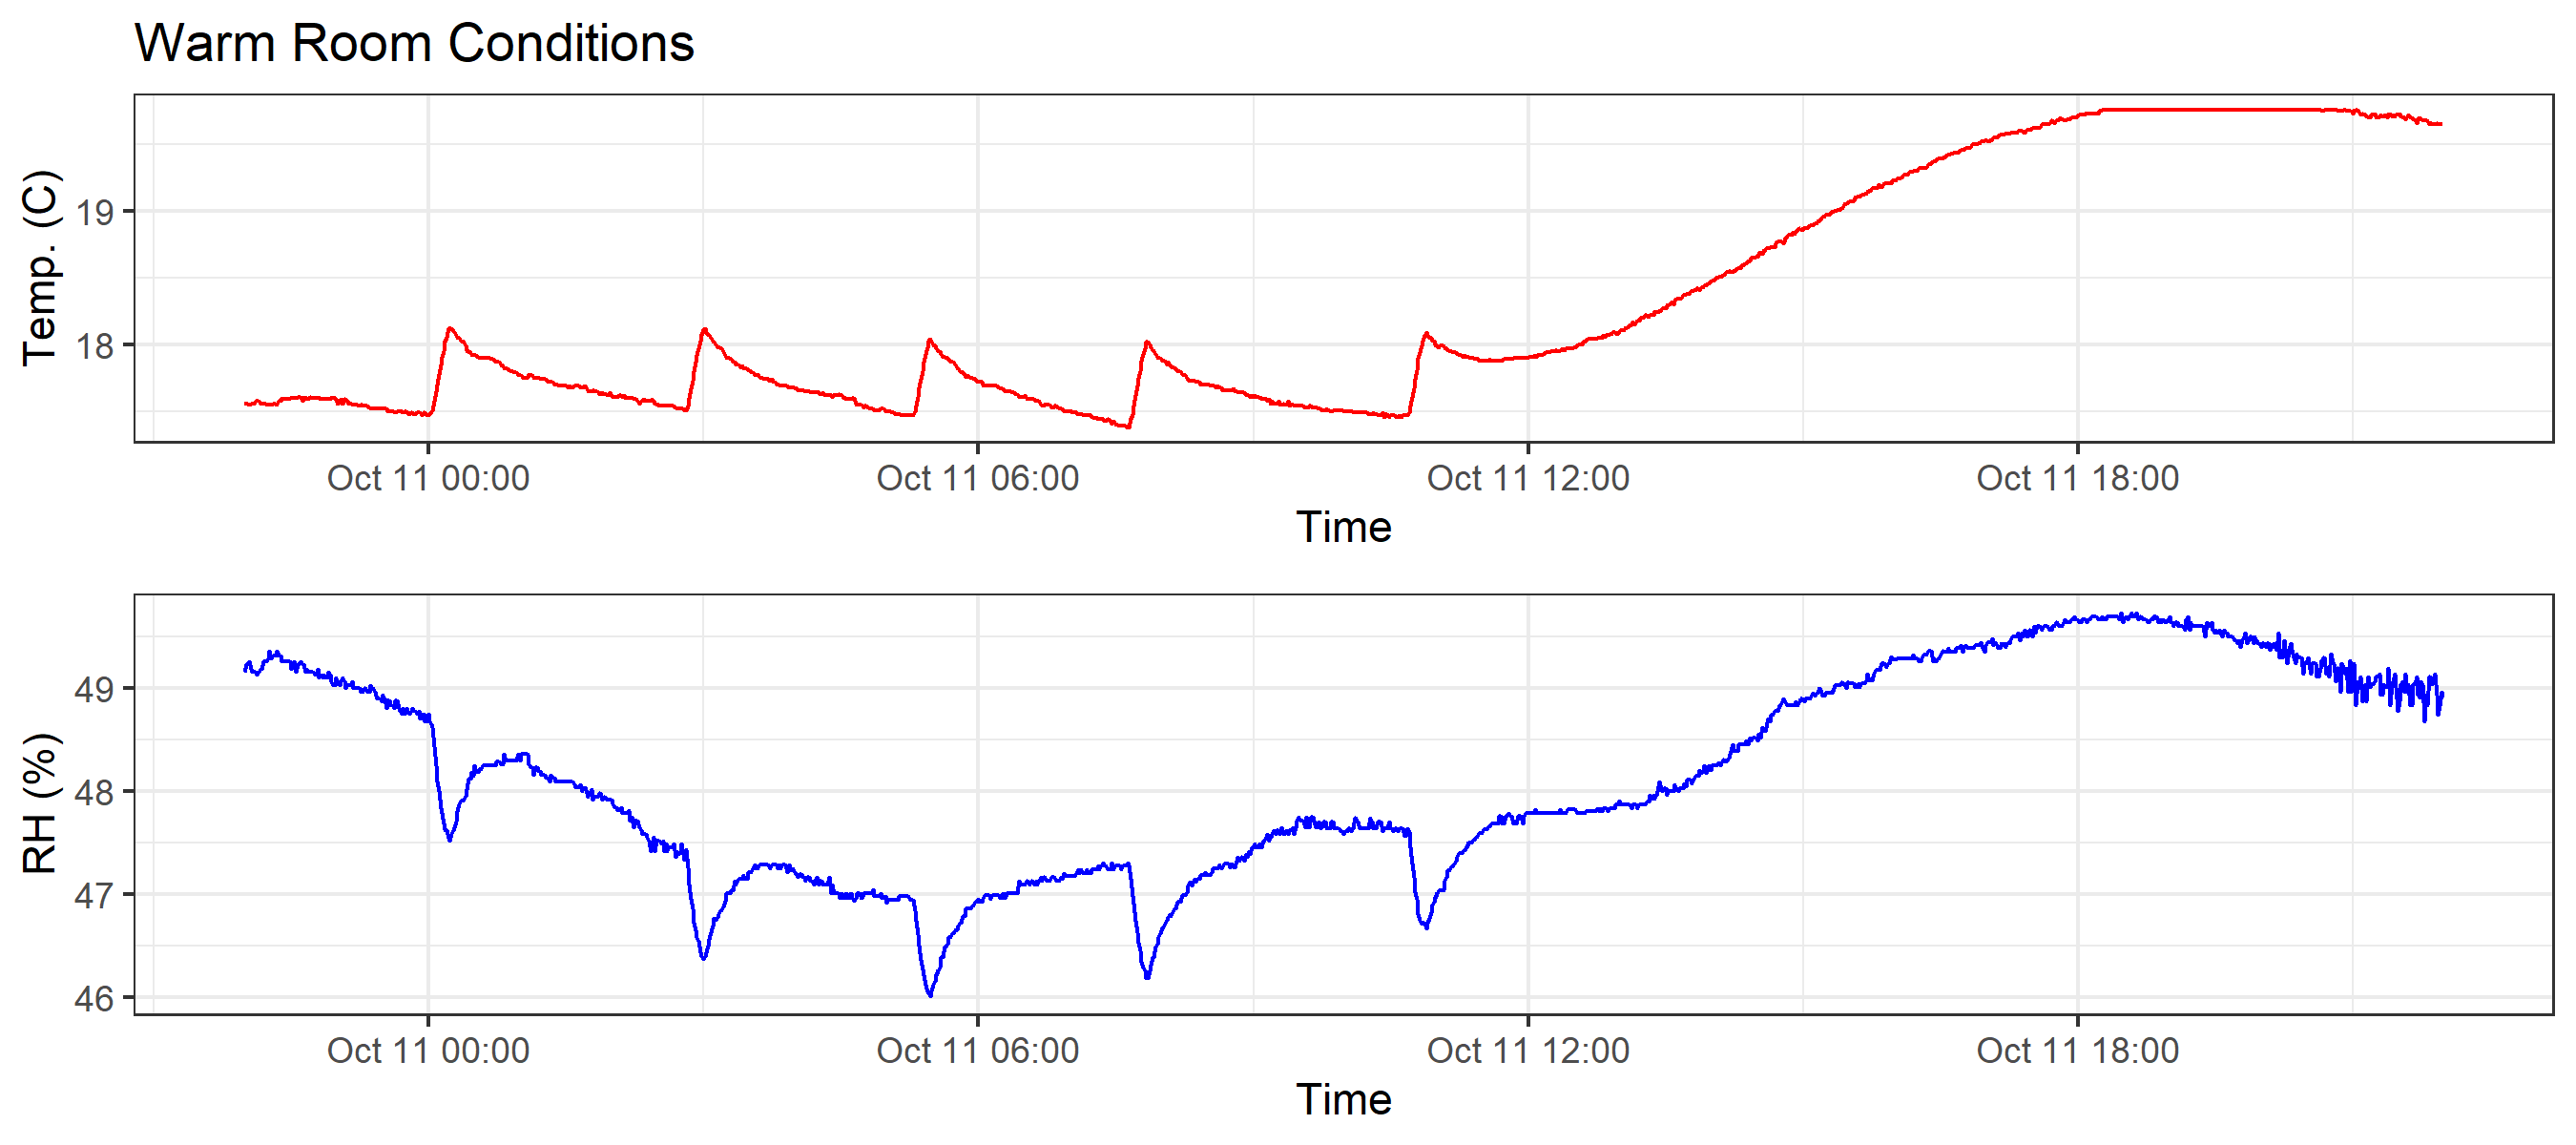 Warm Room Conditions
Temp. (C)
19
18
Oct 11 00:00 Oct 11 06:00 Oct 11 12:00 Oct 11 18:00
Time
RH (%)
49
48
47
46
Oct 11 00:00 Oct 11 06:00 Oct 11 12:00 Oct 11 18:00
Time